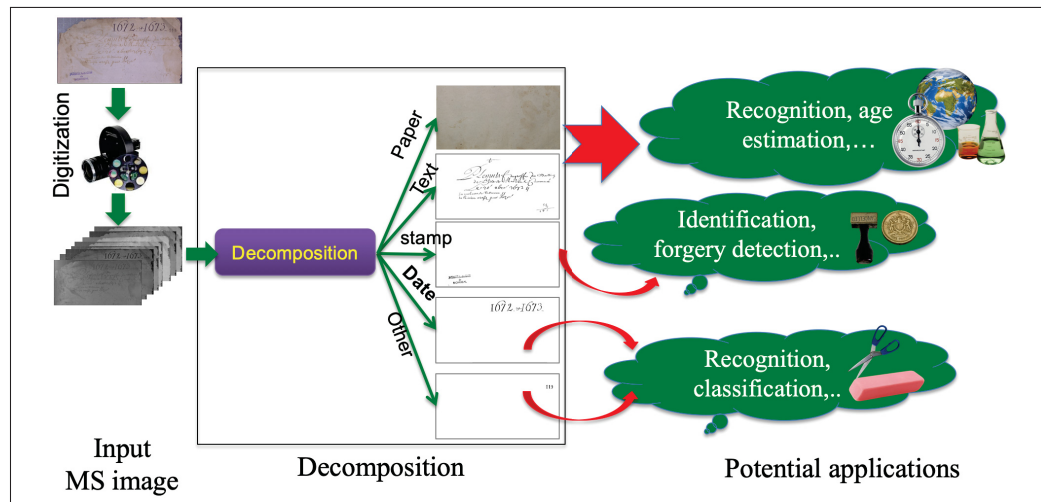 1672 - 1673
Digitization
Input
MS image
Decomposition
Paper
Text
stamp
Date
Other
1672 - 1673
Decomposition
Recognition, age
estimation,...
Identification,
forgery detection,..
Recognition,
classification,..
Potential applications